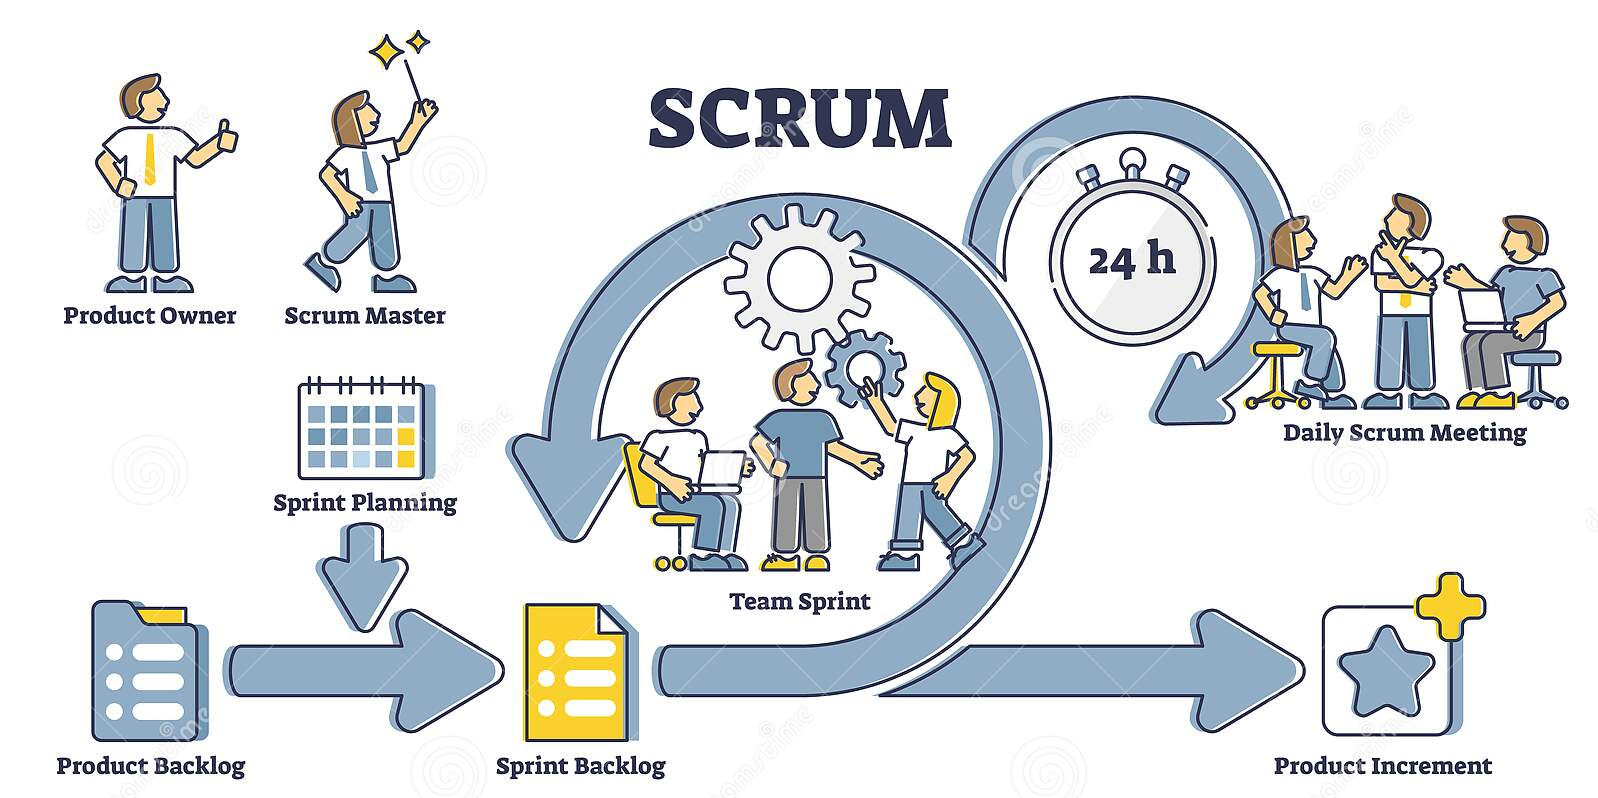 SCRUM
Product Owner
Scrum Master
24 h
Daily Scrum Meeting
Sprint Planning
Team Sprint
Product Backlog
Sprint Backlog
Product Increment
dreamstime